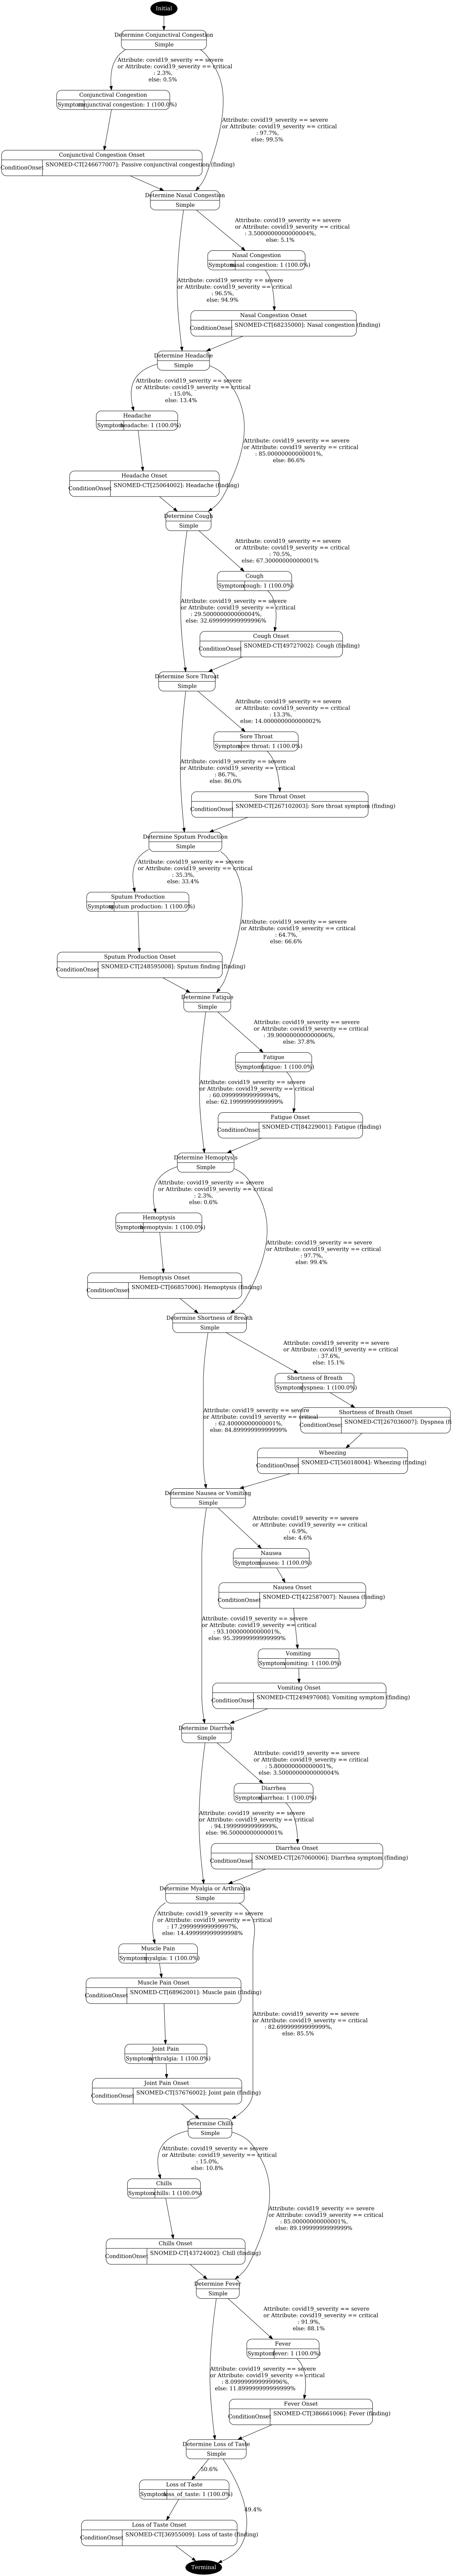 Initial
Determine Conjunctival Congestion
Simple
Attribute: covid19_severity == severe
or Attribute: covid19_severity == critical
: 2.3%,
else: 0.5%
Conjunctival Congestion
Symptom
conjunctival congestion: 1 (100.0%)
Attribute: covid19_severity == severe
or Attribute: covid19_severity == critical
: 97.7%,
else: 99.5%
Conjunctival Congestion Onset
ConditionOnset
SNOMED-CT[246677007]: Passive conjunctival congestion (finding)
Determine Nasal Congestion
Simple
Attribute: covid19_severity == severe
or Attribute: covid19_severity == critical
: 3.5000000000000004%,
else: 5.1%
Nasal Congestion
Symptom
nasal congestion: 1 (100.0%)
Attribute: covid19_severity == severe
or Attribute: covid19_severity == critical
: 96.5%,
else: 94.9%
Nasal Congestion Onset
ConditionOnset
SNOMED-CT[68235000]: Nasal congestion (finding)
Determine Headache
Simple
Attribute: covid19_severity == severe
or Attribute: covid19_severity == critical
: 15.0%,
else: 13.4%
Headache
Symptom
headache: 1 (100.0%)
Attribute: covid19_severity == severe
or Attribute: covid19_severity == critical
: 85.00000000000001%,
else: 86.6%
Headache Onset
ConditionOnset
SNOMED-CT[25064002]: Headache (finding)
Determine Cough
Simple
Attribute: covid19_severity == severe
or Attribute: covid19_severity == critical
: 70.5%,
else: 67.30000000000001%
Cough
Symptom
cough: 1 (100.0%)
Attribute: covid19_severity == severe
or Attribute: covid19_severity == critical
: 29.500000000000004%,
else: 32.699999999999996%
Cough Onset
ConditionOnset
SNOMED-CT[49727002]: Cough (finding)
Determine Sore Throat
Simple
Attribute: covid19_severity == severe
or Attribute: covid19_severity == critical
: 13.3%,
else: 14.000000000000002%
Sore Throat
Symptom
sore throat: 1 (100.0%)
Attribute: covid19_severity == severe
or Attribute: covid19_severity == critical
: 86.7%,
else: 86.0%
Sore Throat Onset
ConditionOnset
SNOMED-CT[267102003]: Sore throat symptom (finding)
Determine Sputum Production
Simple
Attribute: covid19_severity == severe
or Attribute: covid19_severity == critical
: 35.3%,
else: 33.4%
Sputum Production
Symptom
sputum production: 1 (100.0%)
Attribute: covid19_severity == severe
or Attribute: covid19_severity == critical
: 64.7%,
else: 66.6%
Sputum Production Onset
ConditionOnset
SNOMED-CT[248595008]: Sputum finding (finding)
Determine Fatigue
Simple
Attribute: covid19_severity == severe
or Attribute: covid19_severity == critical
: 39.900000000000006%,
else: 37.8%
Fatigue
Symptom
fatigue: 1 (100.0%)
Attribute: covid19_severity == severe
or Attribute: covid19_severity == critical
: 60.099999999999994%,
else: 62.19999999999999%
Fatigue Onset
ConditionOnset
SNOMED-CT[84229001]: Fatigue (finding)
Determine Hemoptysis
Simple
Attribute: covid19_severity == severe
or Attribute: covid19_severity == critical
: 2.3%,
else: 0.6%
Hemoptysis
Symptom
hemoptysis: 1 (100.0%)
Attribute: covid19_severity == severe
or Attribute: covid19_severity == critical
: 97.7%,
else: 99.4%
Hemoptysis Onset
ConditionOnset
SNOMED-CT[66857006]: Hemoptysis (finding)
Determine Shortness of Breath
Simple
Attribute: covid19_severity == severe
or Attribute: covid19_severity == critical
: 37.6%,
else: 15.1%
Shortness of Breath
Symptom
dyspnea: 1 (100.0%)
Attribute: covid19_severity == severe
or Attribute: covid19_severity == critical
: 62.40000000000001%,
else: 84.89999999999999%
Shortness of Breath Onset
ConditionOnset
SNOMED-CT[267036007]: Dyspnea (fi
Wheezing
ConditionOnset
SNOMED-CT[56018004]: Wheezing (finding)
Determine Nausea or Vomiting
Simple
Attribute: covid19_severity == severe
or Attribute: covid19_severity == critical
: 6.9%,
else: 4.6%
Nausea
Symptom
nausea: 1 (100.0%)
Nausea Onset
ConditionOnset
SNOMED-CT[422587007]: Nausea (finding)
Attribute: covid19_severity == severe
or Attribute: covid19_severity == critical
: 93.10000000000001%,
else: 95.39999999999999%
Vomiting
Symptom
vomiting: 1 (100.0%)
Vomiting Onset
ConditionOnset
SNOMED-CT[249497008]: Vomiting symptom (finding)
Determine Diarrhea
Simple
Attribute: covid19_severity == severe
or Attribute: covid19_severity == critical
: 5.800000000000001%,
else: 3.5000000000000004%
Diarrhea
Symptom
diarrhea: 1 (100.0%)
Attribute: covid19_severity == severe
or Attribute: covid19_severity == critical
: 94.19999999999999%,
else: 96.50000000000001%
Diarrhea Onset
ConditionOnset
SNOMED-CT[267060006]: Diarrhea symptom (finding)
Determine Myalgia or Arthralgia
Simple
Attribute: covid19_severity == severe
or Attribute: covid19_severity == critical
: 17.299999999999997%,
else: 14.499999999999998%
Muscle Pain
Symptom
myalgia: 1 (100.0%)
Muscle Pain Onset
ConditionOnset
SNOMED-CT[68962001]: Muscle pain (finding)
Attribute: covid19_severity == severe
or Attribute: covid19_severity == critical
: 82.69999999999999%,
else: 85.5%
Joint Pain
Symptom
arthralgia: 1 (100.0%)
Joint Pain Onset
ConditionOnset
SNOMED-CT[57676002]: Joint pain (finding)
Determine Chills
Simple
Attribute: covid19_severity == severe
or Attribute: covid19_severity == critical
: 15.0%,
else: 10.8%
Chills
Symptom
chills: 1 (100.0%)
Attribute: covid19_severity == severe
or Attribute: covid19_severity == critical
: 85.00000000000001%,
else: 89.19999999999999%
Chills Onset
ConditionOnset
SNOMED-CT[43724002]: Chill (finding)
Determine Fever
Simple
Attribute: covid19_severity == severe
or Attribute: covid19_severity == critical
: 91.9%,
else: 88.1%
Fever
Symptom
fever: 1 (100.0%)
Attribute: covid19_severity == severe
or Attribute: covid19_severity == critical
: 8.099999999999996%,
else: 11.899999999999999%
Fever Onset
ConditionOnset
SNOMED-CT[386661006]: Fever (finding)
Determine Loss of Taste
Simple
50.6%
Loss of Taste
Symptom
loss_of_taste: 1 (100.0%)
49.4%
Loss of Taste Onset
ConditionOnset
SNOMED-CT[36955009]: Loss of taste (finding)
Terminal